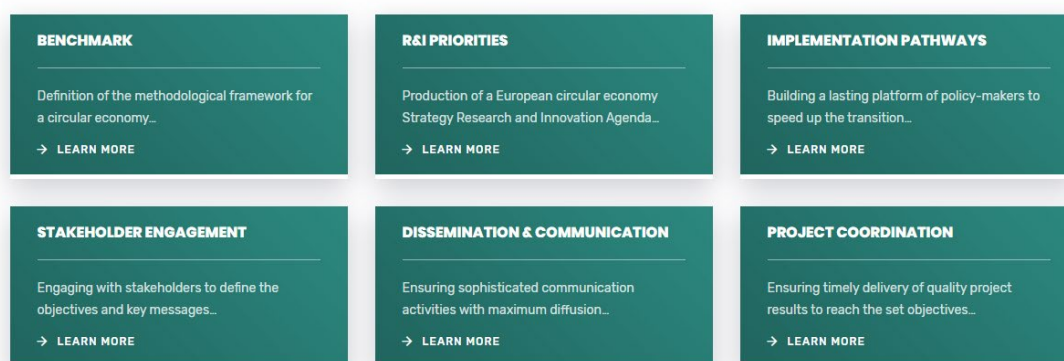 BENCHMARK
Definition of the methodological framework for
a circular economy…
→ LEARN MORE
R&I PRIORITIES
Production of a European circular economy
Strategy Research and Innovation Agenda…
→ LEARN MORE
IMPLEMENTATION PATHWAYS
Building a lasting platform of policy-makers to
speed up the transition…
→ LEARN MORE
STAKEHOLDER ENGAGEMENT
Engaging with stakeholders to define the
objectives and key messages…
→ LEARN MORE
DISSEMINATION & COMMUNICATION
Ensuring sophisticated communication
activities with maximum diffusion…
→ LEARN MORE
PROJECT COORDINATION
Ensuring timely delivery of quality project
results to reach the set objectives…
→ LEARN MORE